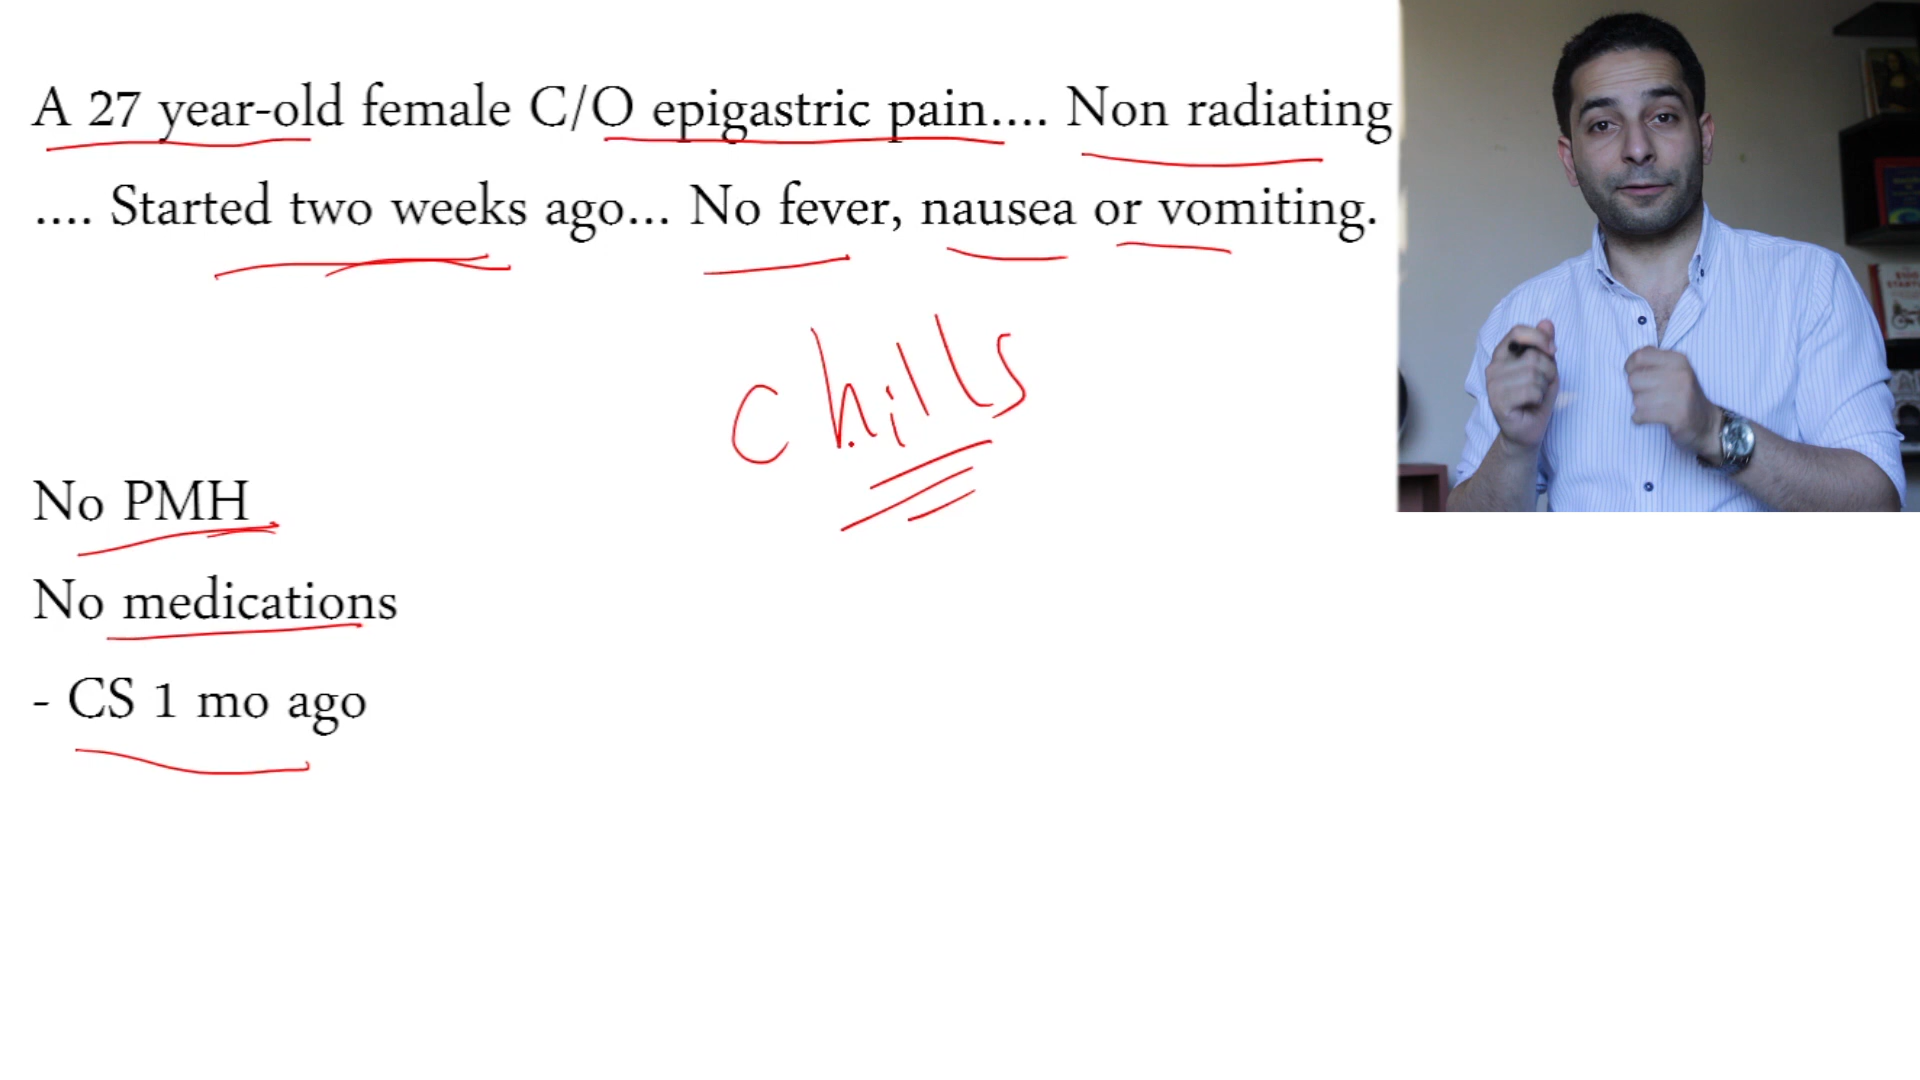 A 27 year-old female C/O epigastric pain.... Non radiating
.... Started two weeks ago... No fever, nausea or vomiting.
chills
No PMH
No medications
- CS 1 mo ago